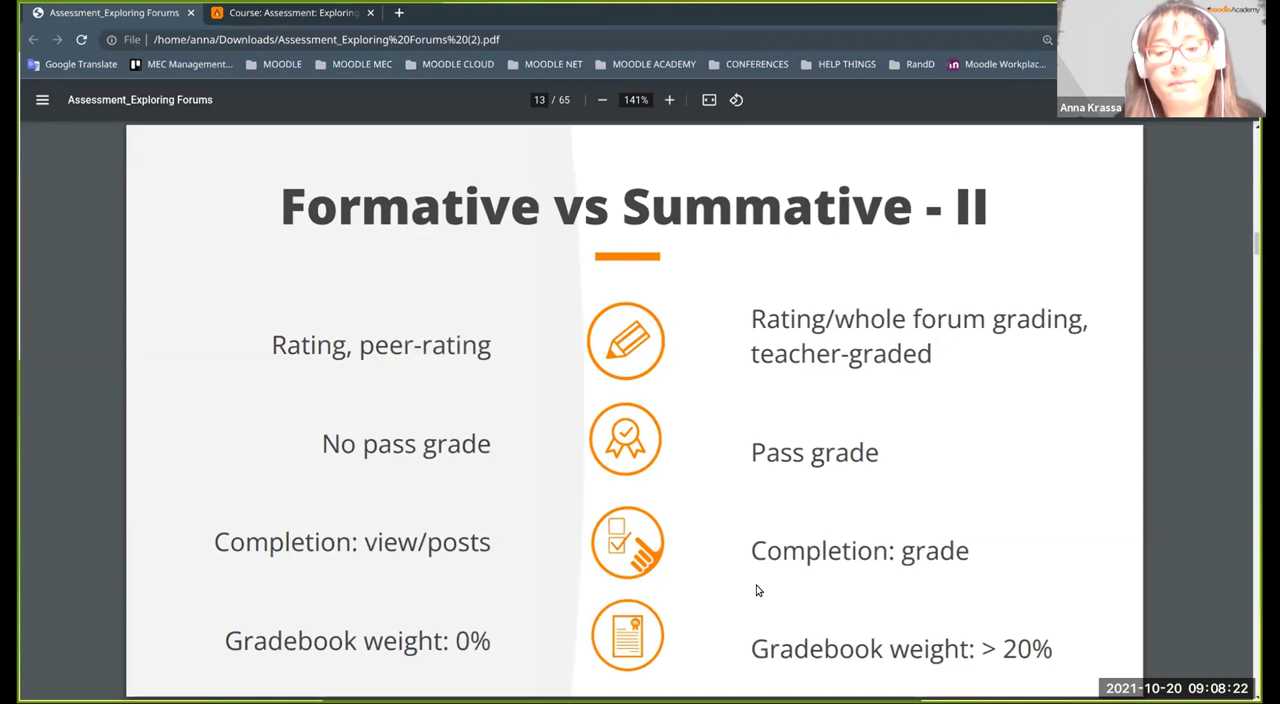 Assessment_Exploring Forums
Course: Assessment: Exploring
File
/home/anna/Downloads/Assessment_Exploring%20Forums%20(2).pdf
Google Translate
MEC Management...
MOODLE
MOODLE MEC
MOODLE CLOUD
MOODLE NET
MOODLE ACADEMY
CONFERENCES
HELP THINGS
RandD
Moodle Workplac...
moodleAcademy
Anna Krassa
Assessment_Exploring Forums
13 / 65
141%
Formative vs Summative - II
Rating, peer-rating
Rating/whole forum grading,
teacher-graded
No pass grade
Pass grade
Completion: view/posts
Completion: grade
Gradebook weight: 0%
Gradebook weight: > 20%
2021-10-20 09:08:22